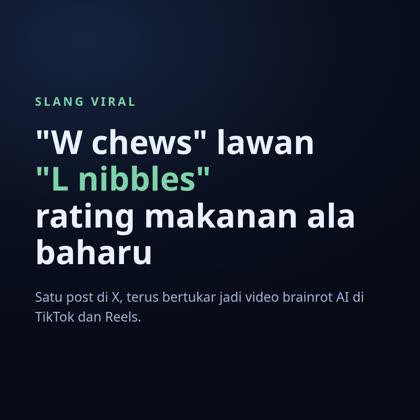 SLANG VIRAL
"W chews" lawan
"L nibbles"
rating makanan ala
baharu
Satu post di X, terus bertukar jadi video brainrot AI di
TikTok dan Reels.